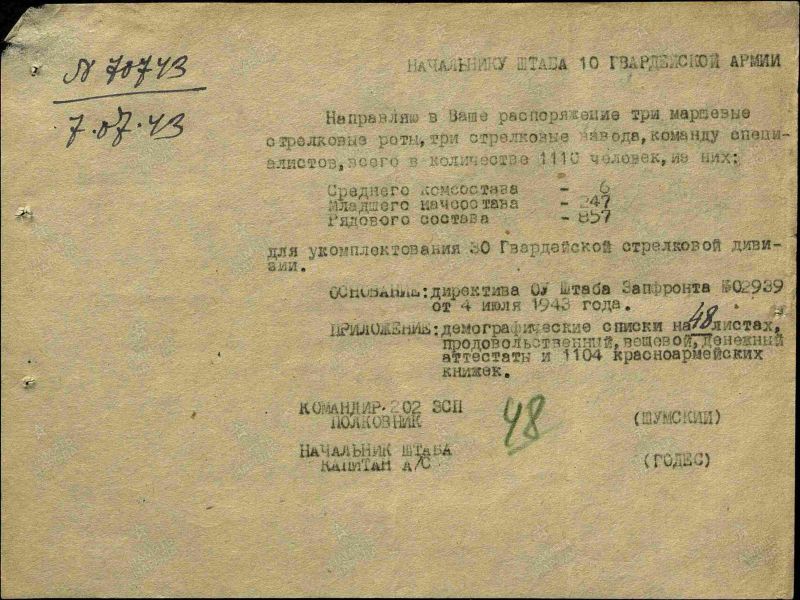 № 70743
7.07.43
НАЧАЛЬНИКУ ШТАБА 10 ГВАРДЕЙСКОЙ АРМИИ
Направляю в Ваше распоряжение три маршевые
стрелковые роты, три стрелковые взвода, команду специ-
алистов, всего в количестве 1110 человек, из них:
Среднего комсостава - 6
Младшего начсостава - 247
Рядового состава - 857
для укомплектования 30 Гвардейской стрелковой диви-
зии.
ОСНОВАНИЕ: директива ОУ Штаба Запфронта №02939
от 4 июля 1943 года.
ПРИЛОЖЕНИЕ: демографические списки на 48 листах,
продовольственный, вещевой, денежный
аттестаты и 1104 красноармейских
книжек.
КОМАНДИР 202 ЗСП
ПОЛКОВНИК (ШУМСКИЙ)
48
НАЧАЛЬНИК ШТАБА
КАПИТАН А/С (ГОДЕС)